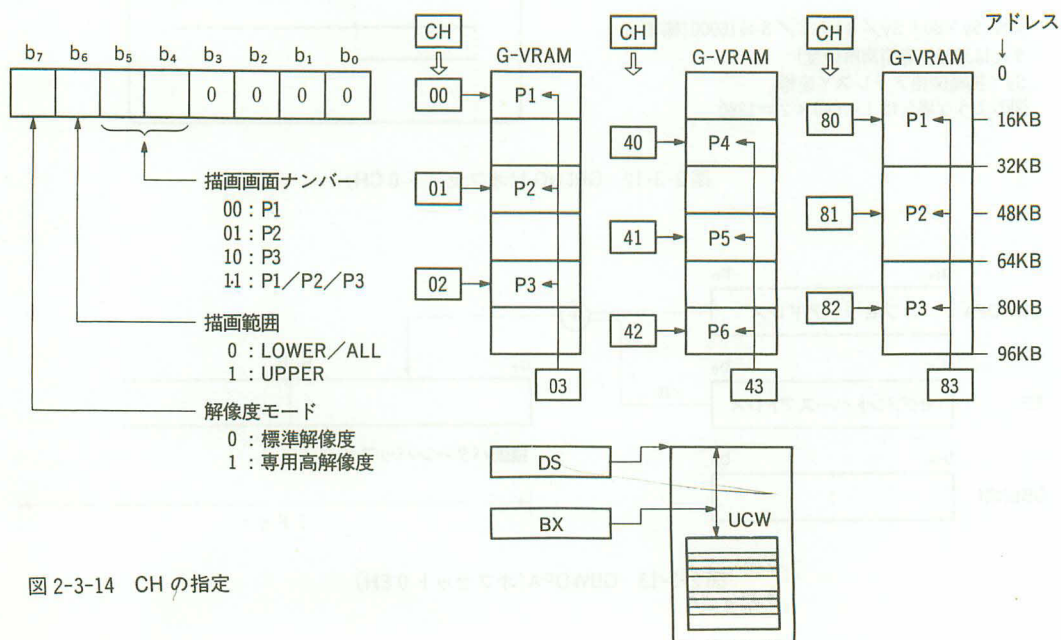 b7 b6 b5 b4 b3 b2 b1 b0
0 0 0 0
描画画面ナンバー
00：P1
01：P2
10：P3
11：P1／P2／P3
描画範囲
0：LOWER／ALL
1：UPPER
解像度モード
0：標準解像度
1：専用高解像度
CH
G-VRAM
00
P1
01
P2
02
P3
03
CH
G-VRAM
40
P4
41
P5
42
P6
43
CH
G-VRAM
80
P1
81
P2
82
P3
83
アドレス
0
16KB
32KB
48KB
64KB
80KB
96KB
DS
BX
UCW
図 2-3-14　CH の指定